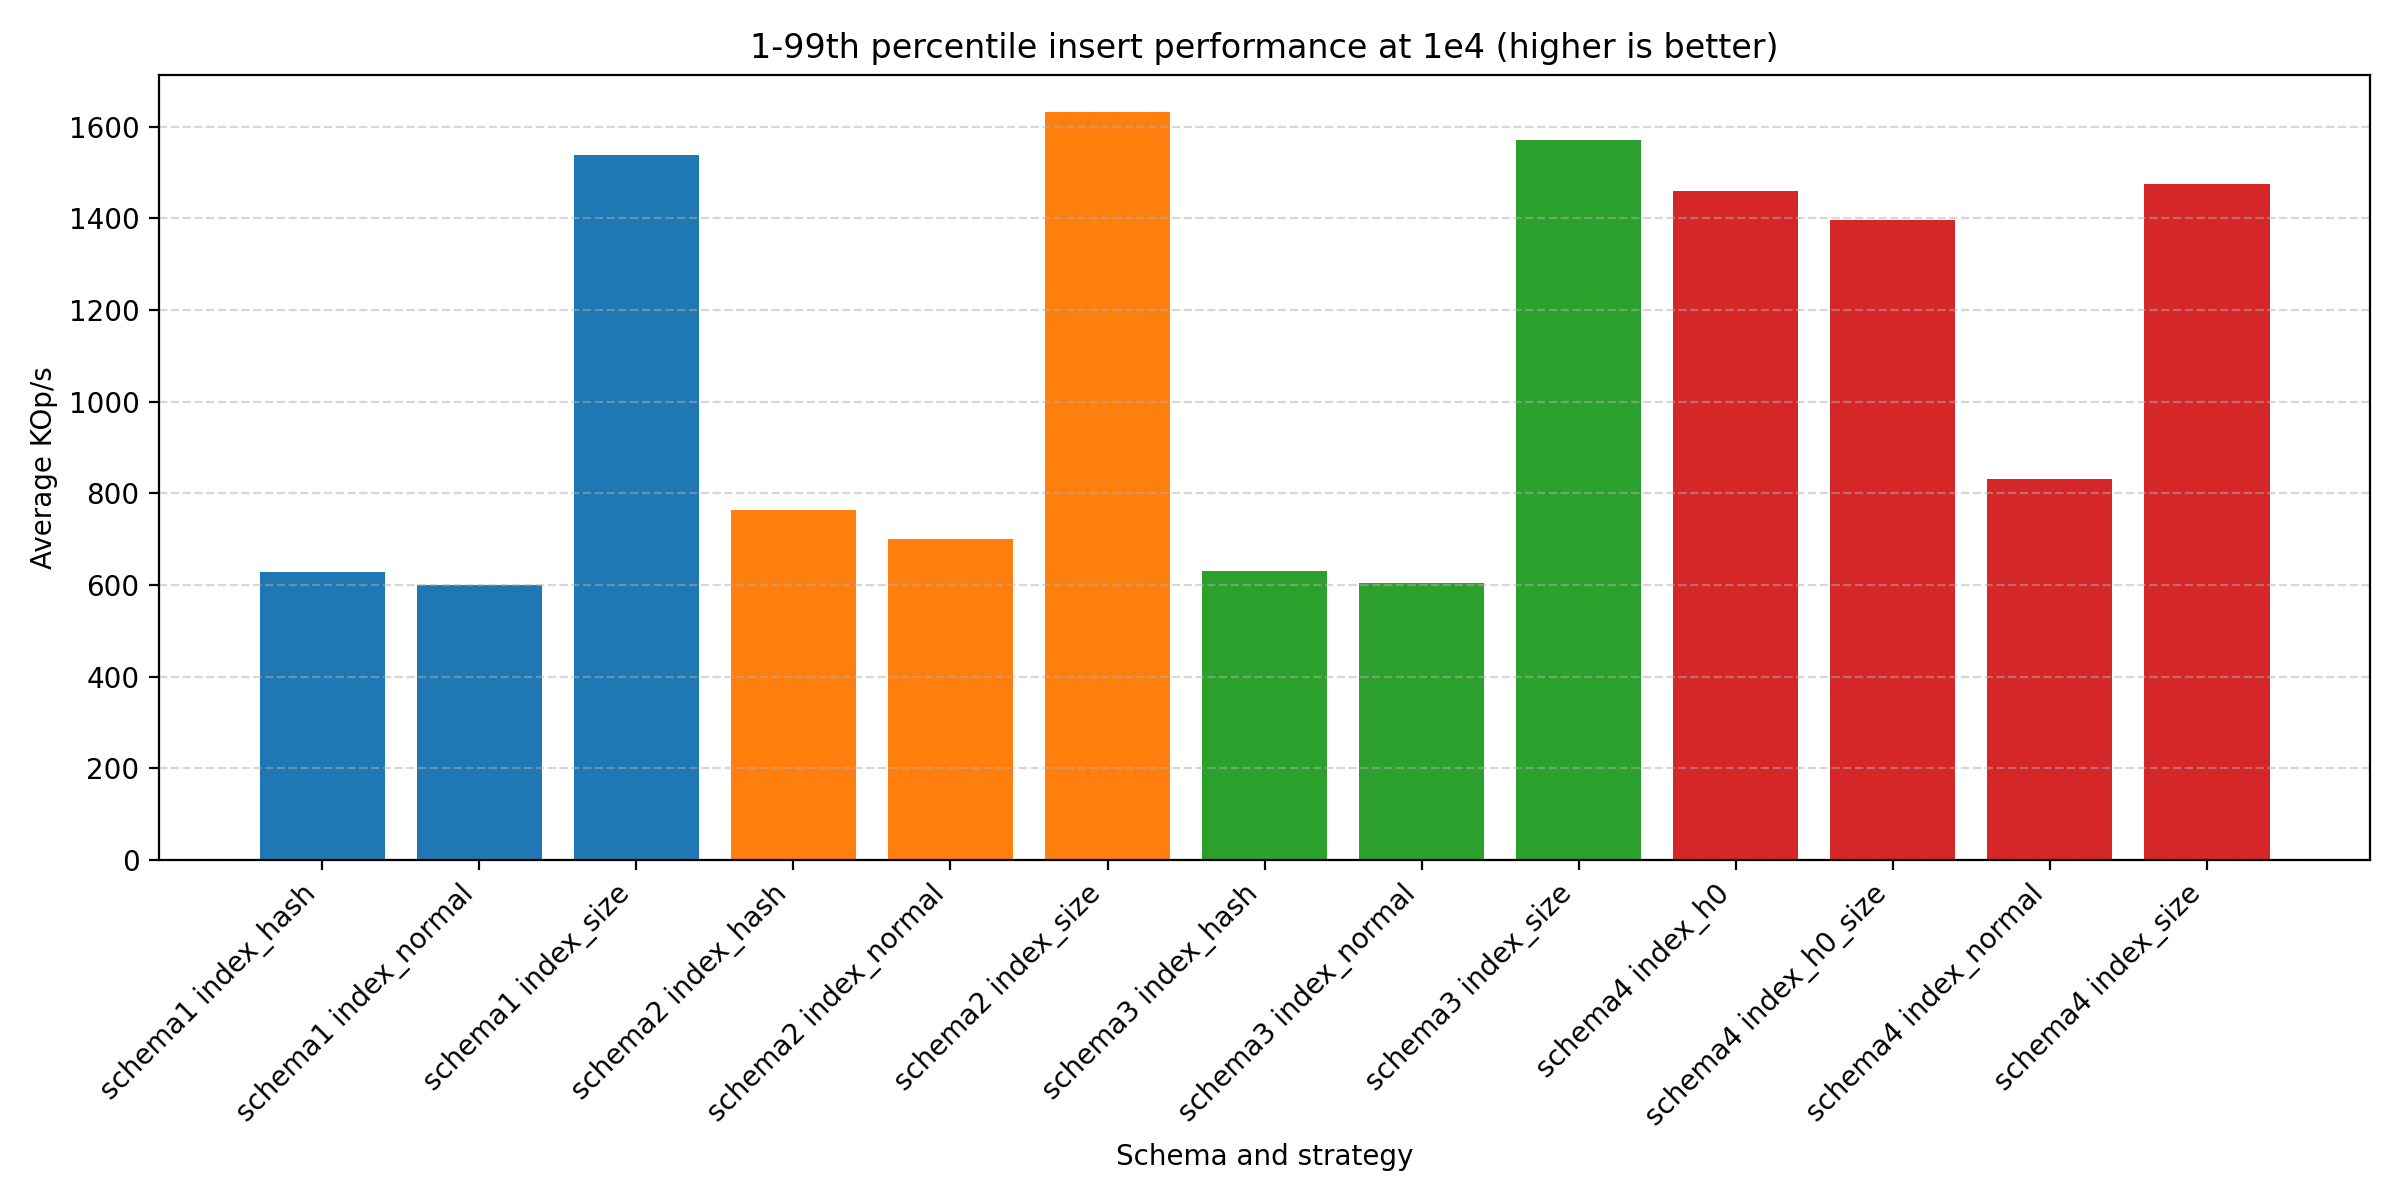 1-99th percentile insert performance at 1e4 (higher is better)
Average KOp/s
1600
1400
1200
1000
800
600
400
200
0
schema1 index_hash
schema1 index_normal
schema1 index_size
schema2 index_hash
schema2 index_normal
schema2 index_size
schema3 index_hash
schema3 index_normal
schema3 index_size
schema4 index_h0
schema4 index_h0_size
schema4 index_normal
schema4 index_size
Schema and strategy